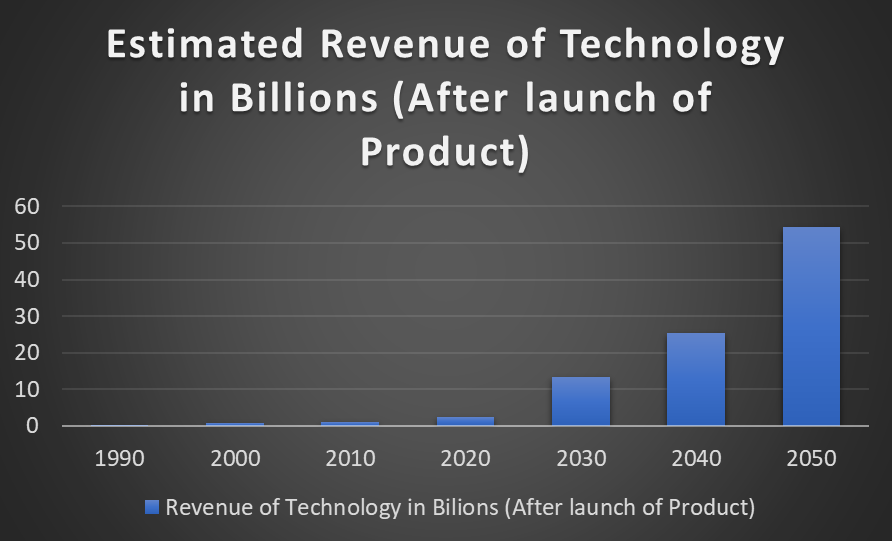 Estimated Revenue of Technology
in Billions (After launch of
Product)
60
50
40
30
20
10
0
1990 2000 2010 2020 2030 2040 2050
Revenue of Technology in Bilions (After launch of Product)